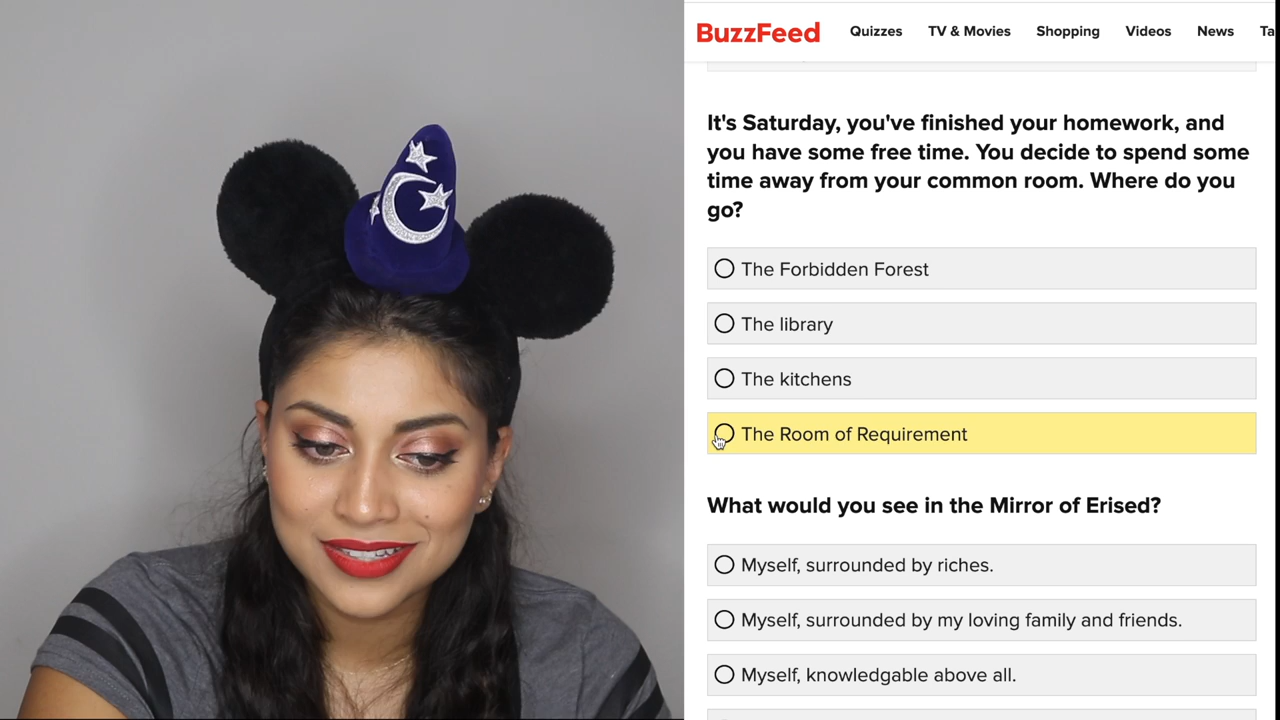 BuzzFeed Quizzes TV & Movies Shopping Videos News Ta
It's Saturday, you've finished your homework, and
you have some free time. You decide to spend some
time away from your common room. Where do you
go?
The Forbidden Forest
The library
The kitchens
The Room of Requirement
What would you see in the Mirror of Erised?
Myself, surrounded by riches.
Myself, surrounded by my loving family and friends.
Myself, knowledgable above all.